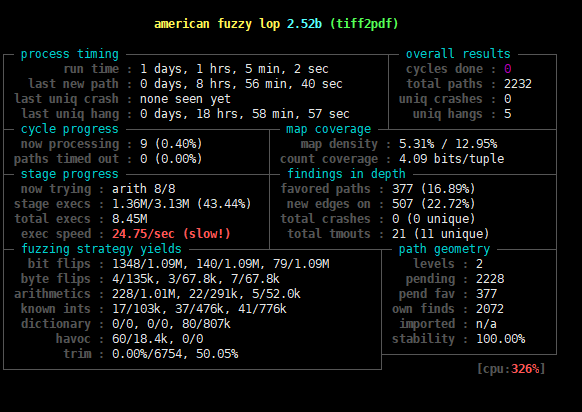 american fuzzy lop 2.52b (tiff2pdf)
process timing overall results
run time : 1 days, 1 hrs, 5 min, 2 sec cycles done : 0
last new path : 0 days, 8 hrs, 56 min, 40 sec total paths : 2232
last uniq crash : none seen yet uniq crashes : 0
last uniq hang : 0 days, 18 hrs, 58 min, 57 sec uniq hangs : 5
cycle progress map coverage
now processing : 9 (0.40%) map density : 5.31% / 12.95%
paths timed out : 0 (0.00%) count coverage : 4.09 bits/tuple
stage progress findings in depth
now trying : arith 8/8 favored paths : 377 (16.89%)
stage execs : 1.36M/3.13M (43.44%) new edges on : 507 (22.72%)
total execs : 8.45M total crashes : 0 (0 unique)
exec speed : 24.75/sec (slow!) total tmouts : 21 (11 unique)
fuzzing strategy yields path geometry
bit flips : 1348/1.09M, 140/1.09M, 79/1.09M levels : 2
byte flips : 4/135k, 3/67.8k, 7/67.8k pending : 2228
arithmetics : 228/1.01M, 22/291k, 5/52.0k pend fav : 377
known ints : 17/103k, 37/476k, 41/776k own finds : 2072
dictionary : 0/0, 0/0, 80/807k imported : n/a
havoc : 60/18.4k, 0/0 stability : 100.00%
trim : 0.00%/6754, 50.05%
[cpu:326%]